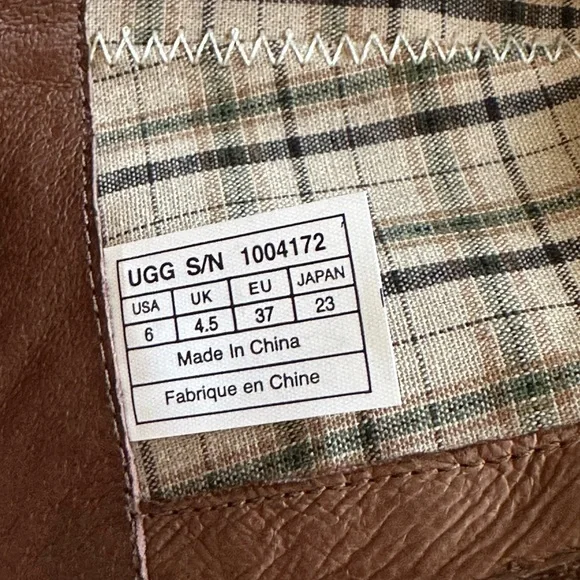 UGG S/N 1004172
USA UK EU JAPAN
6 4.5 37 23
Made In China
Fabrique en Chine